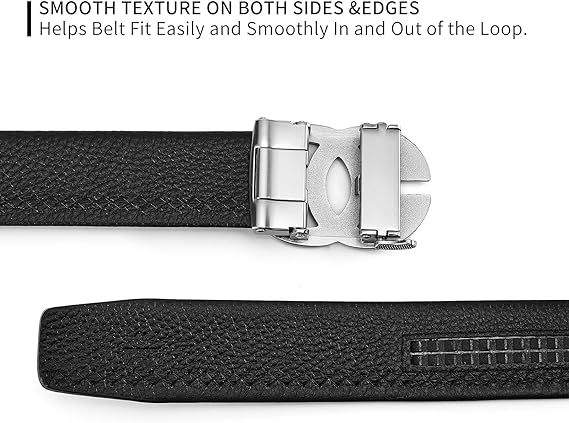 SMOOTH TEXTURE ON BOTH SIDES &EDGES
Helps Belt Fit Easily and Smoothly In and Out of the Loop.